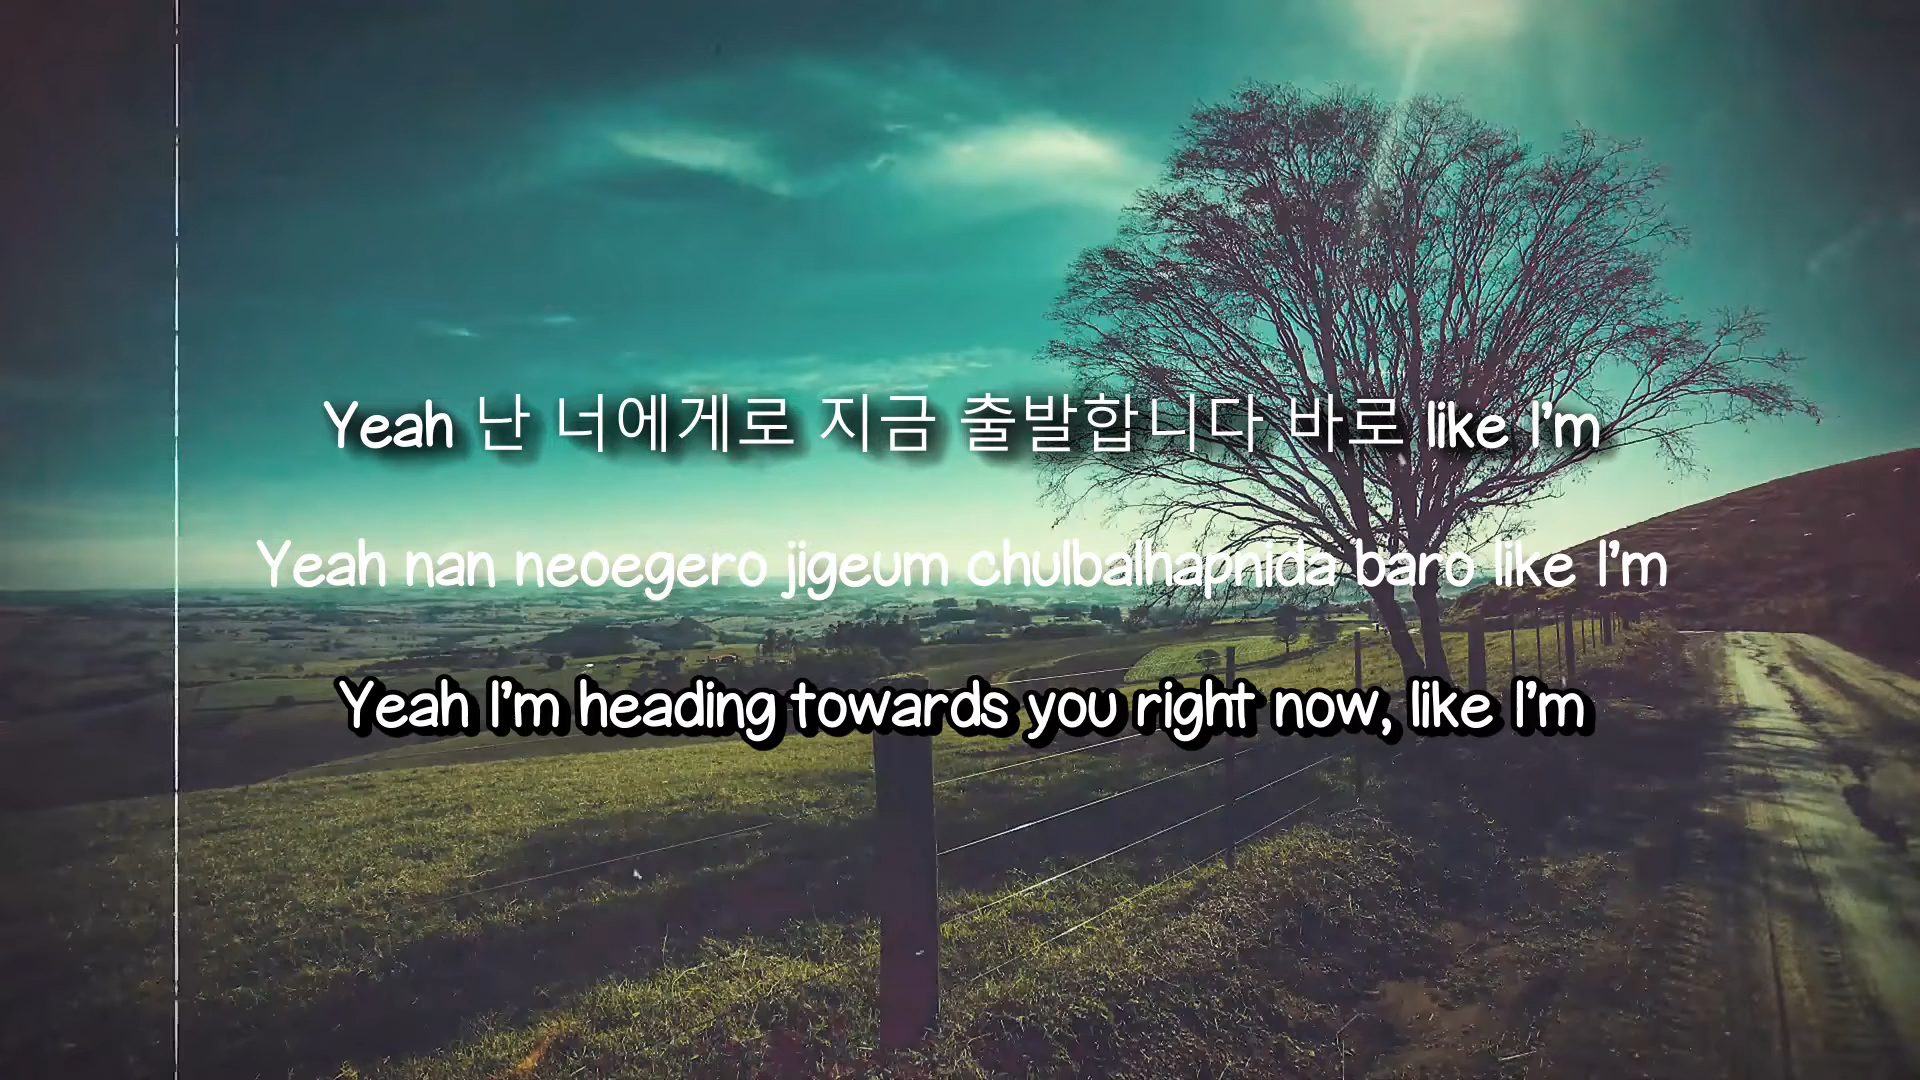 Yeah 난 너에게로 지금 출발합니다 바로 like I'm
Yeah nan neoegero jigeum chulbalhapnida baro like I'm
Yeah I'm heading towards you right now, like I'm